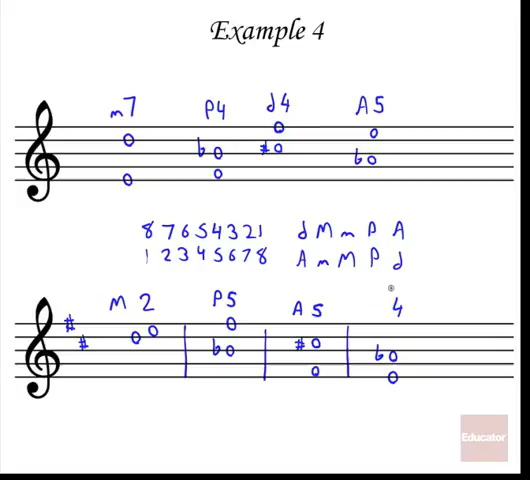 Example 4
m7 P4 d4 A5
8 7 6 5 4 3 2 1 d M m P A
1 2 3 4 5 6 7 8 A m M P d
M 2 P5 A 5 4
Educator